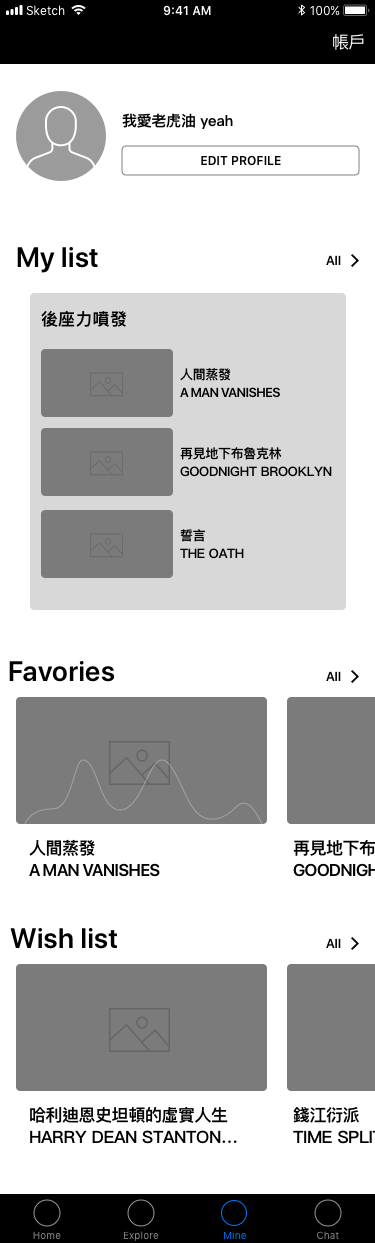 Sketch
9:41 AM
100%
帳戶
我愛老虎油 yeah
EDIT PROFILE
My list
All
後座力噴發
人間蒸發
A MAN VANISHES
再見地下布魯克林
GOODNIGHT BROOKLYN
誓言
THE OATH
Favories
All
人間蒸發
A MAN VANISHES
再見地下布
GOODNIGH
Wish list
All
哈利迪恩史坦頓的虛實人生
HARRY DEAN STANTON...
錢江衍派
TIME SPLI
Home
Explore
Mine
Chat